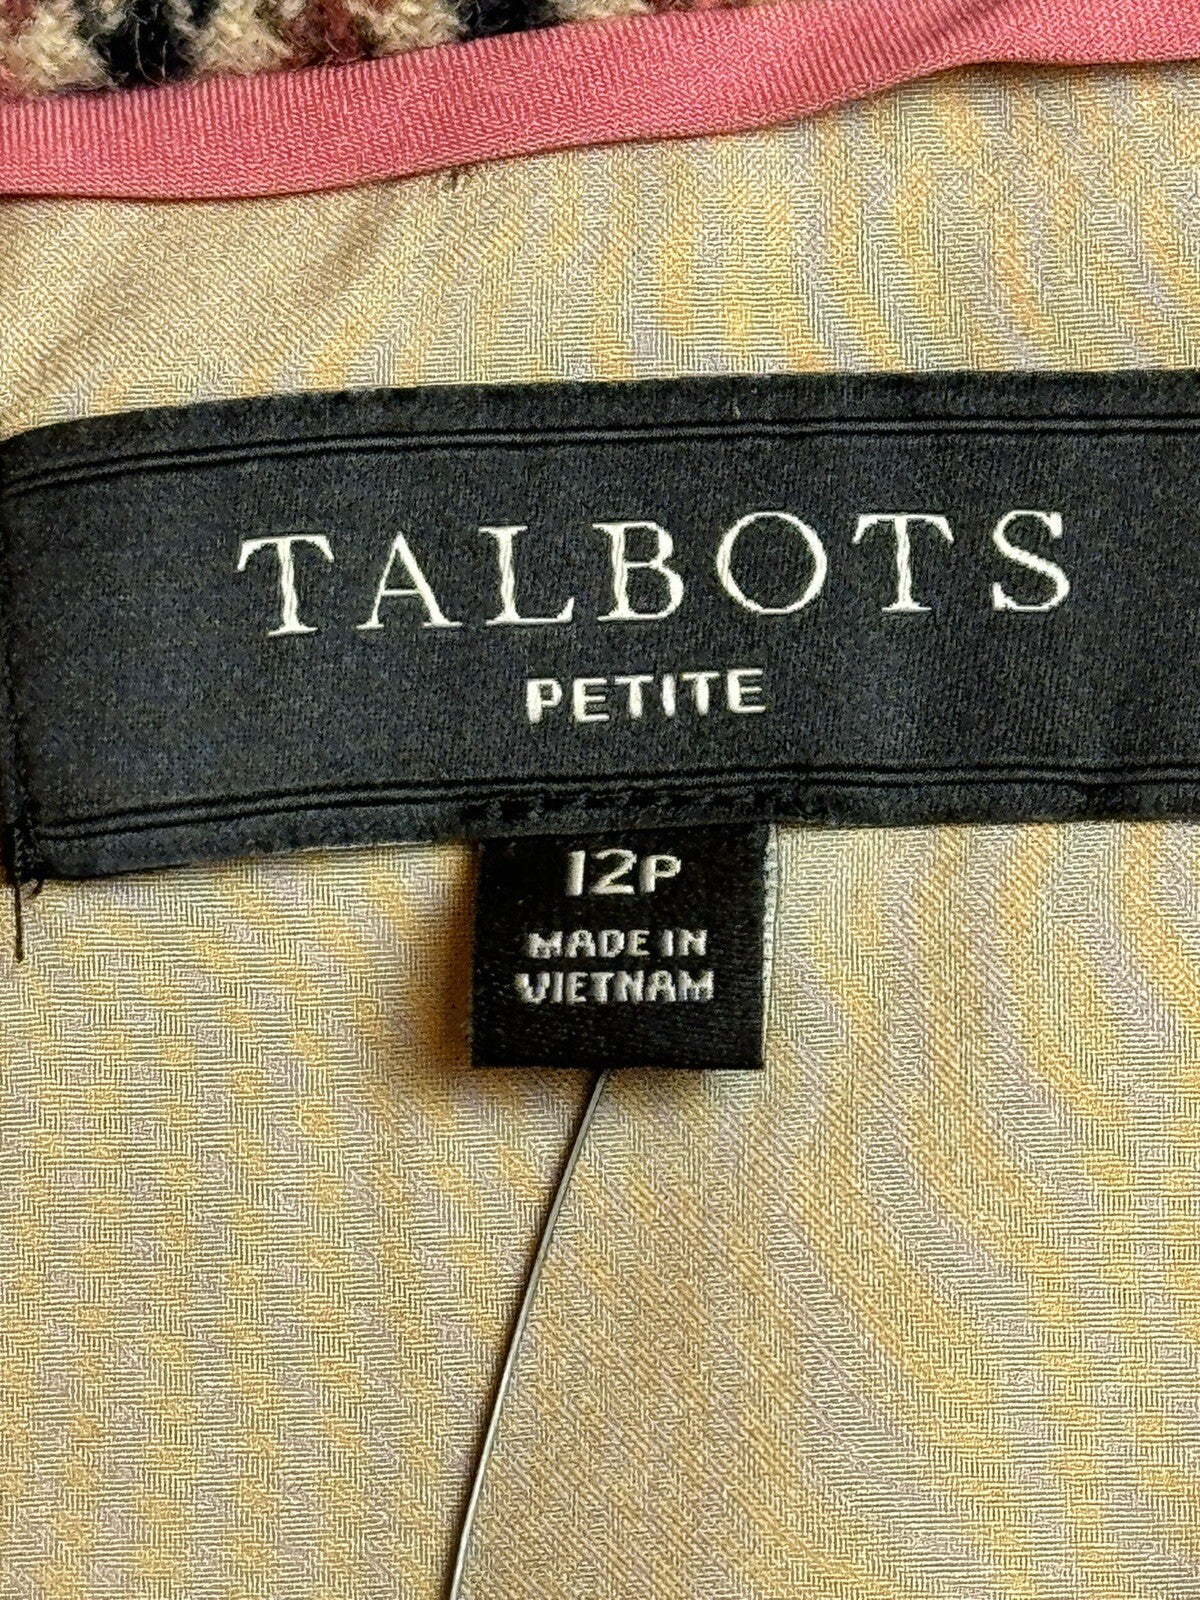 TALBOTS
PETITE
12P
MADE IN
VIETNAM